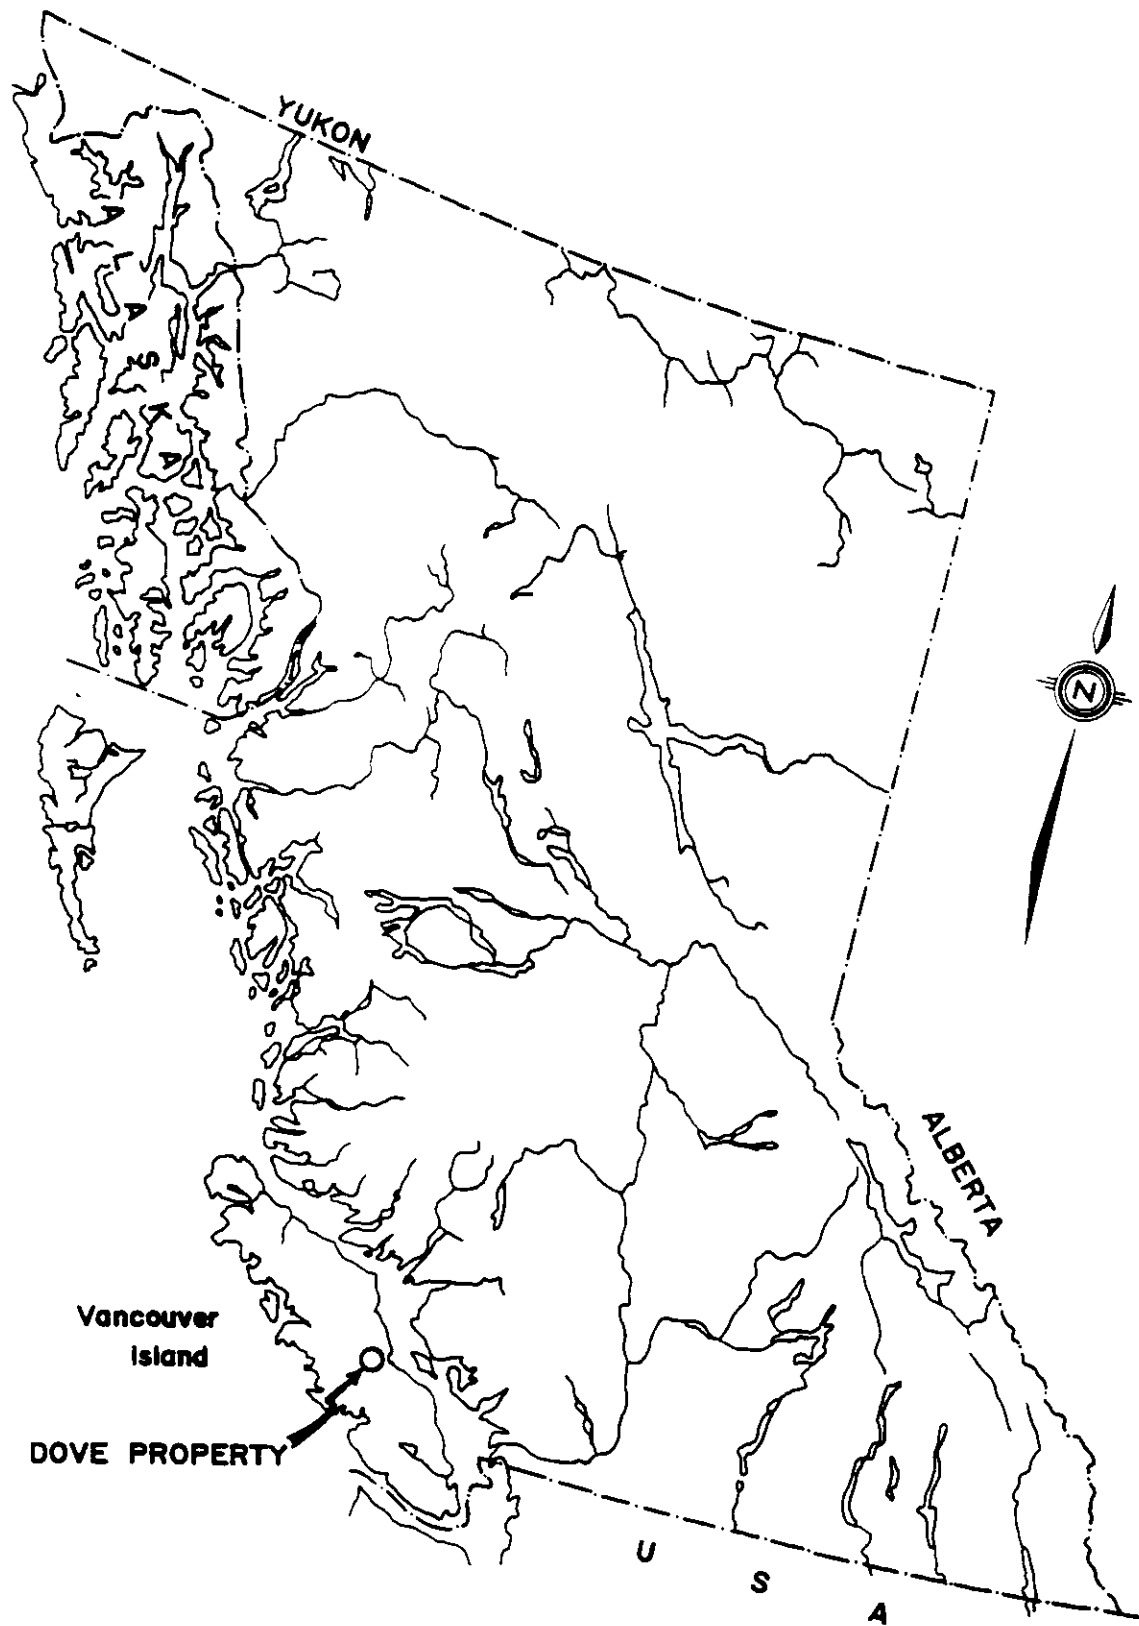 YUKON
ALASKA
N
ALBERTA
Vancouver
Island
DOVE PROPERTY
U S A